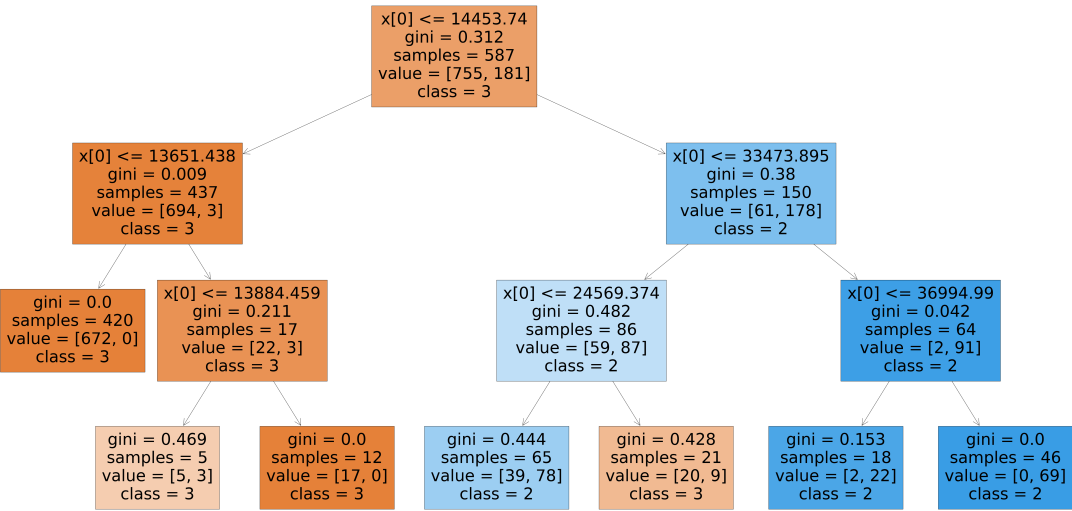 x[0] <= 14453.74
gini = 0.312
samples = 587
value = [755, 181]
class = 3
x[0] <= 13651.438
gini = 0.009
samples = 437
value = [694, 3]
class = 3
x[0] <= 33473.895
gini = 0.38
samples = 150
value = [61, 178]
class = 2
gini = 0.0
samples = 420
value = [672, 0]
class = 3
x[0] <= 13884.459
gini = 0.211
samples = 17
value = [22, 3]
class = 3
x[0] <= 24569.374
gini = 0.482
samples = 86
value = [59, 87]
class = 2
x[0] <= 36994.99
gini = 0.042
samples = 64
value = [2, 91]
class = 2
gini = 0.469
samples = 5
value = [5, 3]
class = 3
gini = 0.0
samples = 12
value = [17, 0]
class = 3
gini = 0.444
samples = 65
value = [39, 78]
class = 2
gini = 0.428
samples = 21
value = [20, 9]
class = 3
gini = 0.153
samples = 18
value = [2, 22]
class = 2
gini = 0.0
samples = 46
value = [0, 69]
class = 2